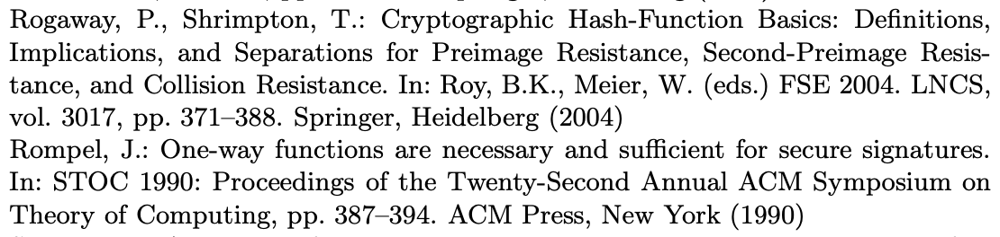 Rogaway, P., Shrimpton, T.: Cryptographic Hash-Function Basics: Definitions,
Implications, and Separations for Preimage Resistance, Second-Preimage Resis-
tance, and Collision Resistance. In: Roy, B.K., Meier, W. (eds.) FSE 2004. LNCS,
vol. 3017, pp. 371–388. Springer, Heidelberg (2004)
Rompel, J.: One-way functions are necessary and sufficient for secure signatures.
In: STOC 1990: Proceedings of the Twenty-Second Annual ACM Symposium on
Theory of Computing, pp. 387–394. ACM Press, New York (1990)